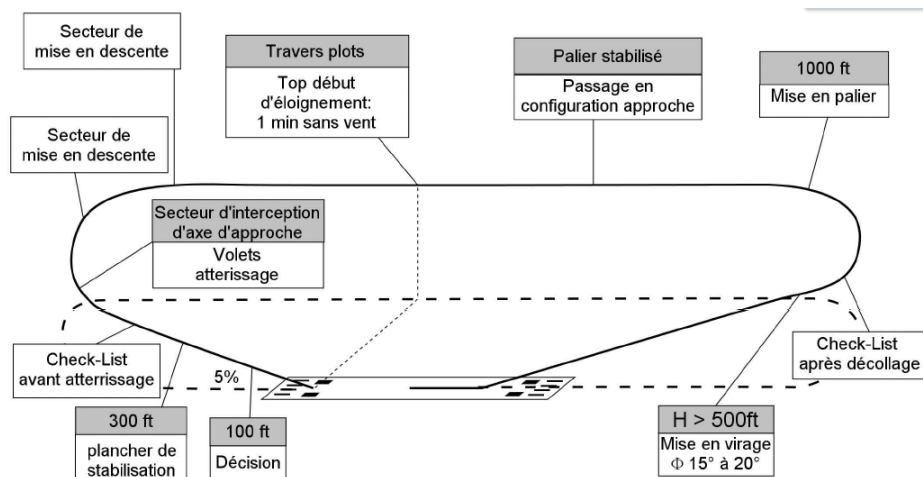 Secteur de
mise en descente
Travers plots
Top début
d'éloignement:
1 min sans vent
Palier stabilisé
Passage en
configuration approche
1000 ft
Mise en palier
Secteur de
mise en descente
Secteur d'interception
d'axe d'approche
Volets
atterissage
Check-List
avant atterrissage
5%
Check-List
après décollage
300 ft
plancher de
stabilisation
100 ft
Décision
H > 500ft
Mise en virage
Φ 15° à 20°